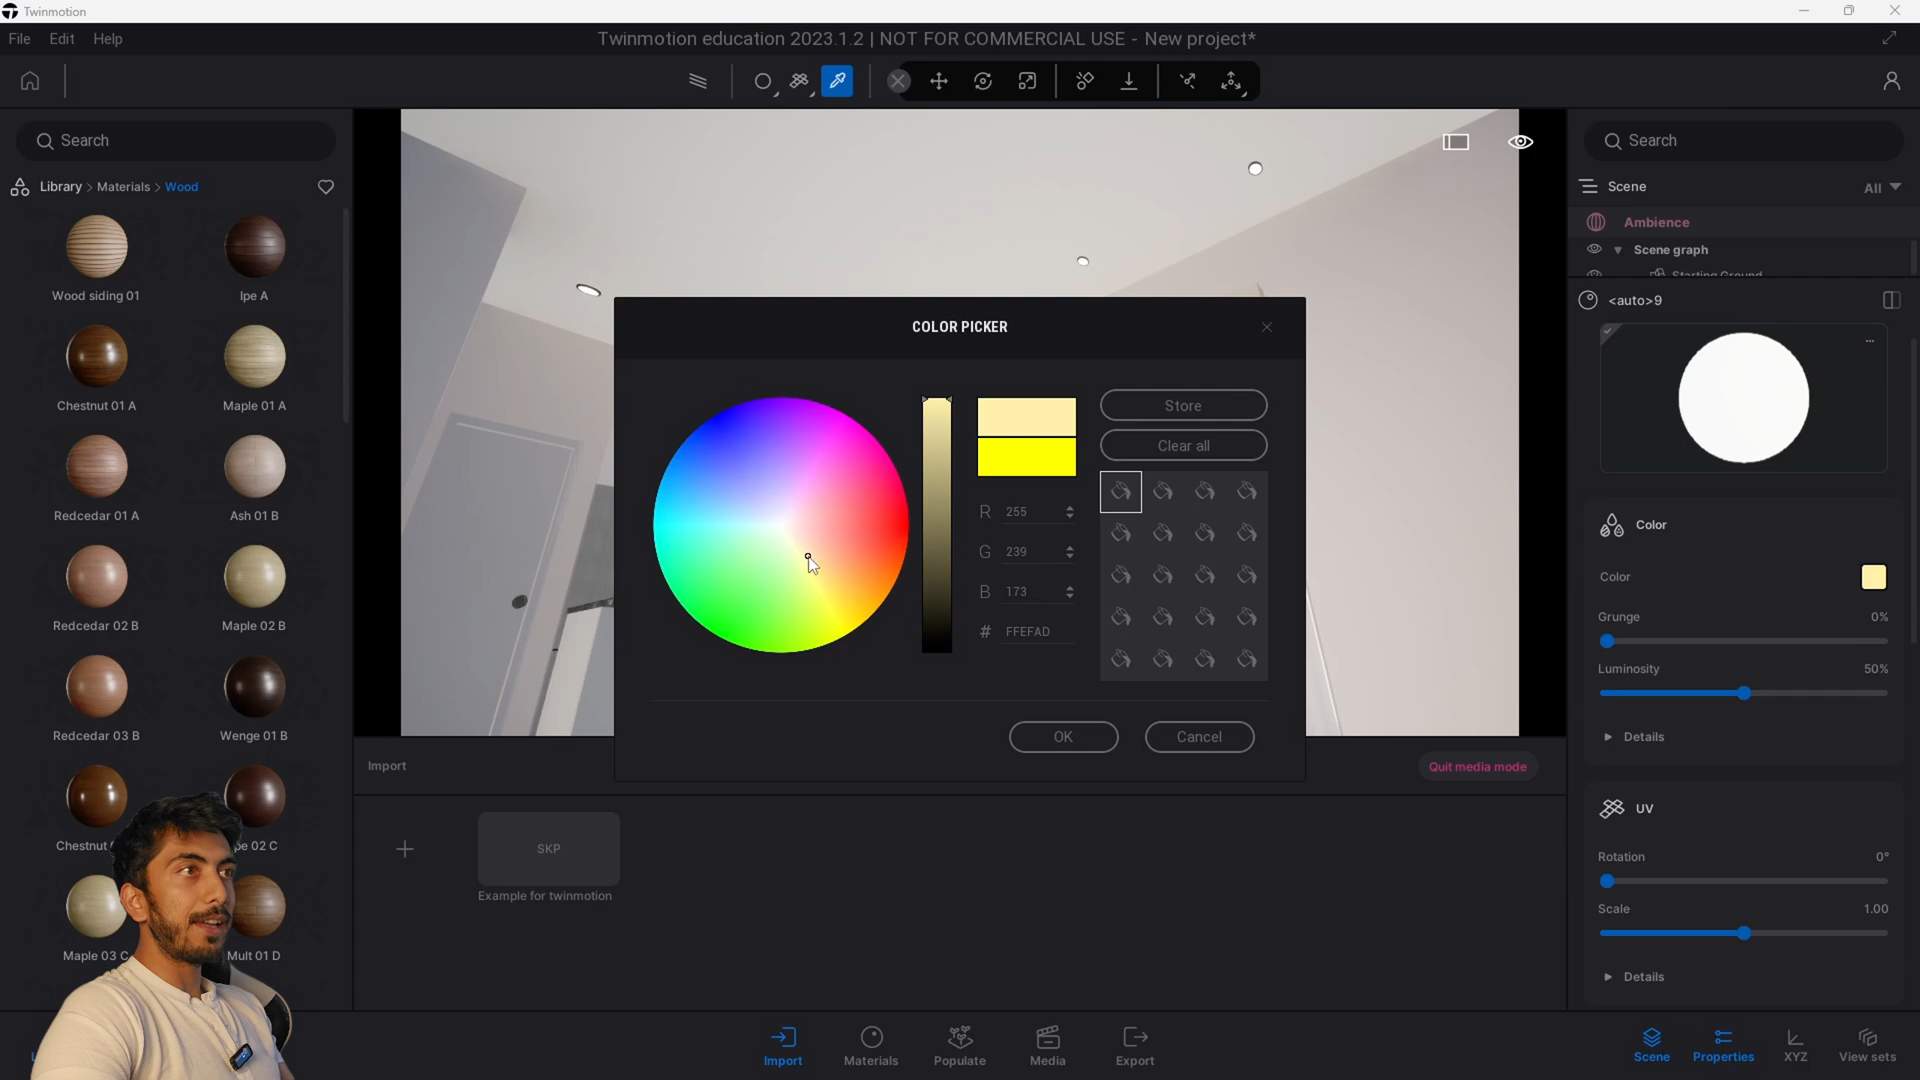 Twinmotion
File Edit Help
Twinmotion education 2023.1.2 | NOT FOR COMMERCIAL USE - New project*
Search
Library > Materials > Wood
Wood siding 01
Ipe A
Chestnut 01 A
Maple 01 A
Redcedar 01 A
Ash 01 B
Redcedar 02 B
Maple 02 B
Redcedar 03 B
Wenge 01 B
Chestnut
pe 02 C
Maple 03 C
Mult 01 D
COLOR PICKER
Store
Clear all
R 255
G 239
B 173
# FFEFAD
OK
Cancel
Import
Quit media mode
SKP
Example for twinmotion
Search
Scene
All
Ambience
Scene graph
Starting Ground
<auto>9
Color
Color
Grunge 0%
Luminosity 50%
Details
UV
Rotation 0°
Scale 1.00
Details
Import
Materials
Populate
Media
Export
Scene
Properties
XYZ
View sets